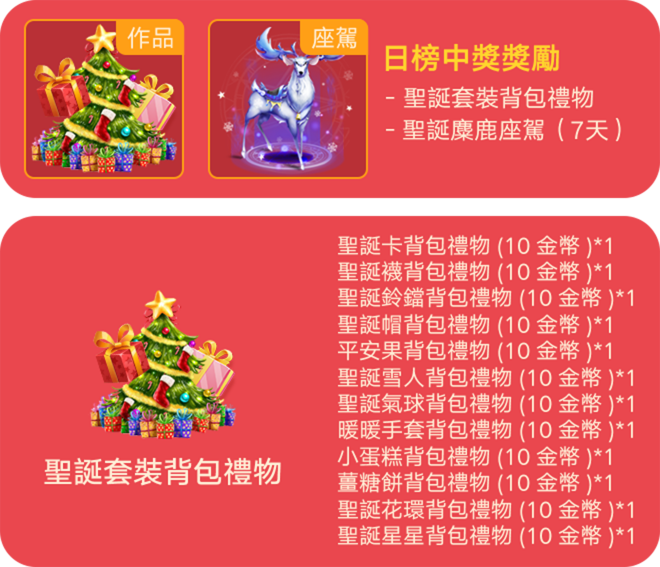 作品
座駕
日榜中獎獎勵
- 聖誕套裝背包禮物
- 聖誕麋鹿座駕（7天）
聖誕卡背包禮物 (10 金幣 )*1
聖誕襪背包禮物 (10 金幣 )*1
聖誕鈴鐺背包禮物 (10 金幣 )*1
聖誕帽背包禮物 (10 金幣 )*1
平安果背包禮物 (10 金幣 )*1
聖誕雪人背包禮物 (10 金幣 )*1
聖誕氣球背包禮物 (10 金幣 )*1
暖暖手套背包禮物 (10 金幣 )*1
小蛋糕背包禮物 (10 金幣 )*1
薑糖餅背包禮物 (10 金幣 )*1
聖誕花環背包禮物 (10 金幣 )*1
聖誕星星背包禮物 (10 金幣 )*1
聖誕套裝背包禮物